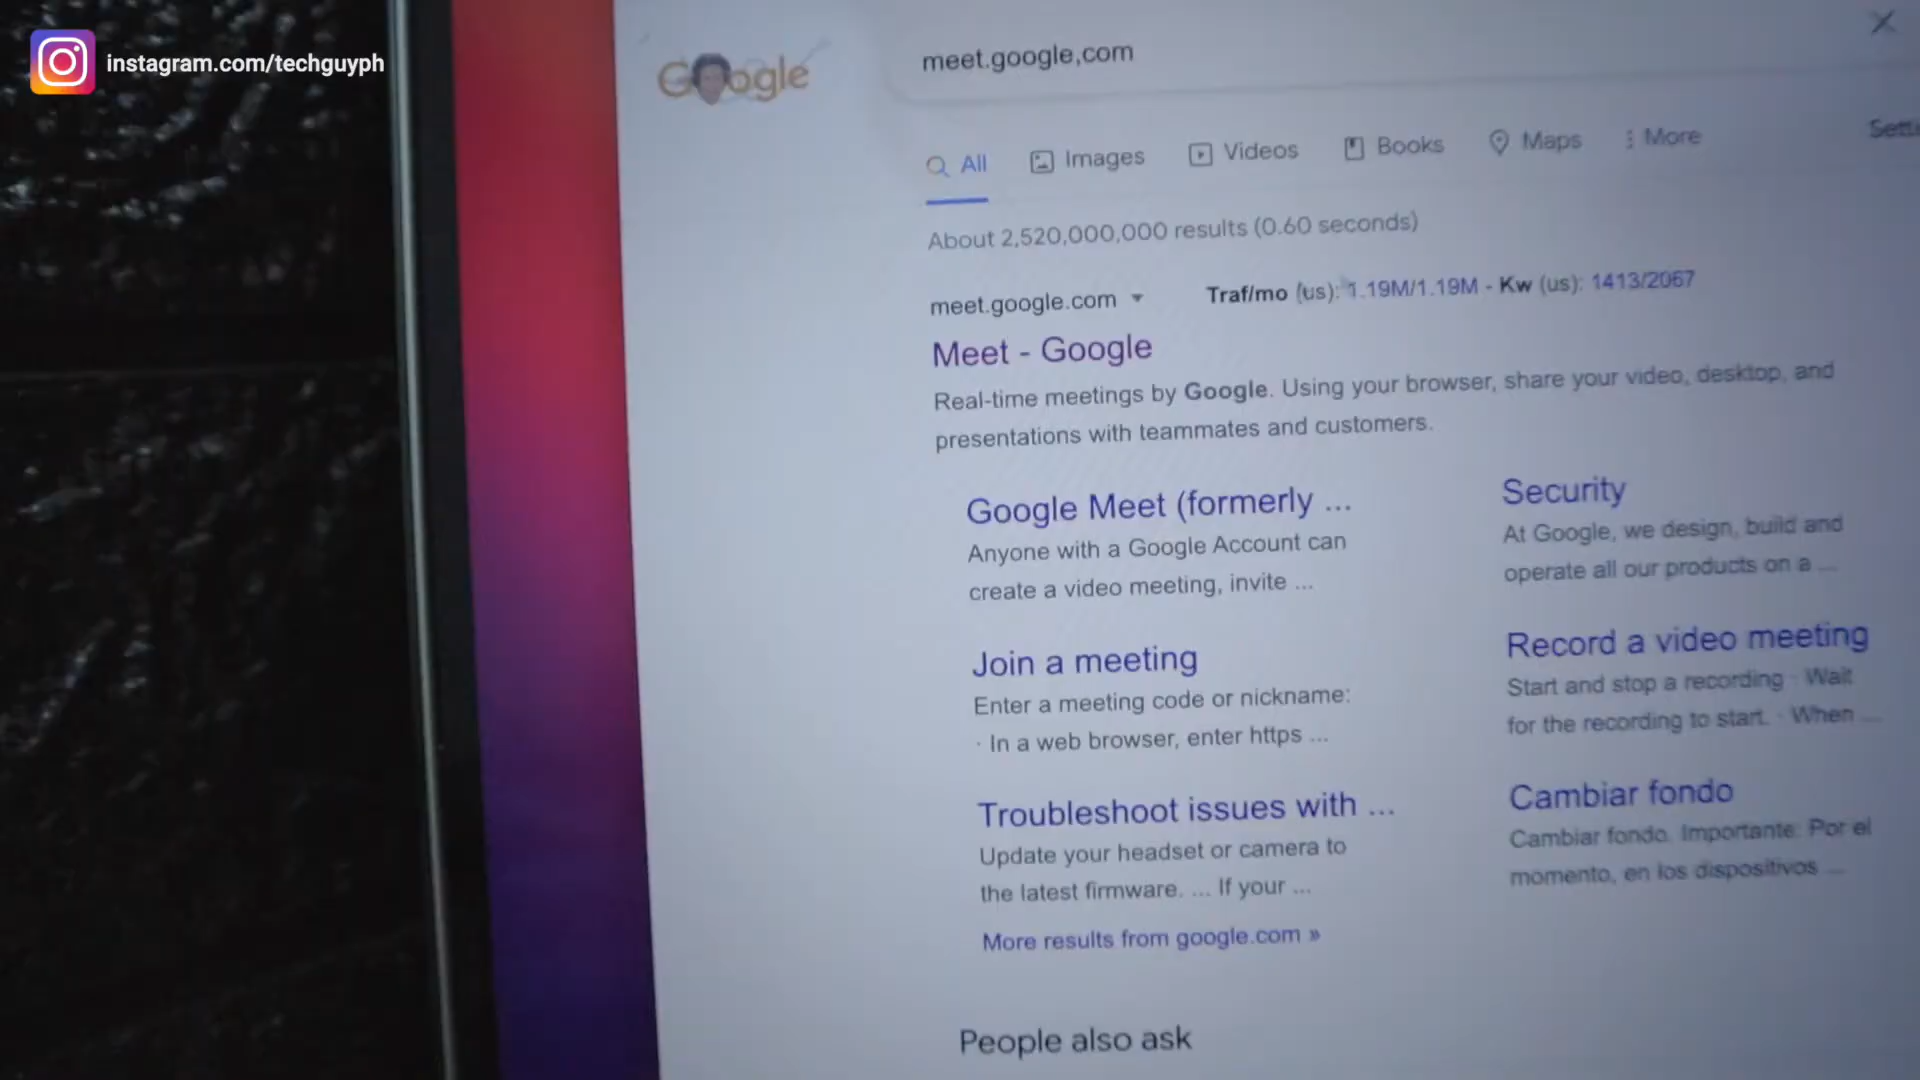 instagram.com/techguyph
Google
meet.google,com
All Images Videos Books Maps More
About 2,520,000,000 results (0.60 seconds)
meet.google.com Traf/mo (us): 1.19M/1.19M - Kw (us): 1413/2067
Meet - Google
Real-time meetings by Google. Using your browser, share your video, desktop, and
presentations with teammates and customers.
Google Meet (formerly ...
Anyone with a Google Account can
create a video meeting, invite ...
Security
At Google, we design, build and
operate all our products on a ...
Join a meeting
Enter a meeting code or nickname:
· In a web browser, enter https ...
Record a video meeting
Start and stop a recording · Wait
for the recording to start. · When ...
Troubleshoot issues with ...
Update your headset or camera to
the latest firmware. ... If your ...
Cambiar fondo
Cambiar fondo. Importante: Por el
momento, en los dispositivos ...
More results from google.com »
People also ask